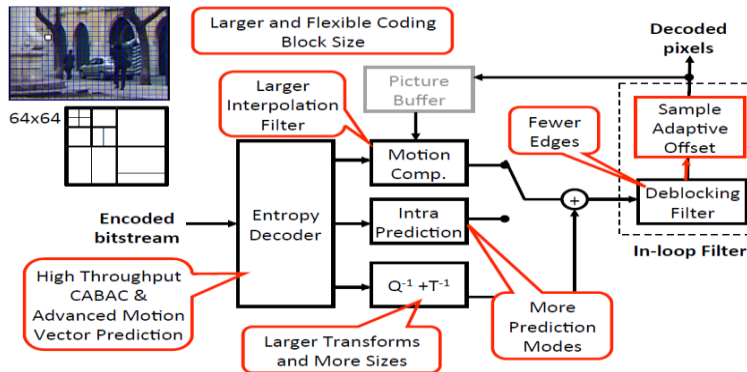 Larger and Flexible Coding
Block Size
Decoded
pixels
64x64
Larger
Interpolation
Filter
Picture
Buffer
Fewer
Edges
Sample
Adaptive
Offset
Motion
Comp.
Encoded
bitstream
Entropy
Decoder
Intra
Prediction
+
Deblocking
Filter
In-loop Filter
High Throughput
CABAC &
Advanced Motion
Vector Prediction
Q-1 +T-1
Larger Transforms
and More Sizes
More
Prediction
Modes